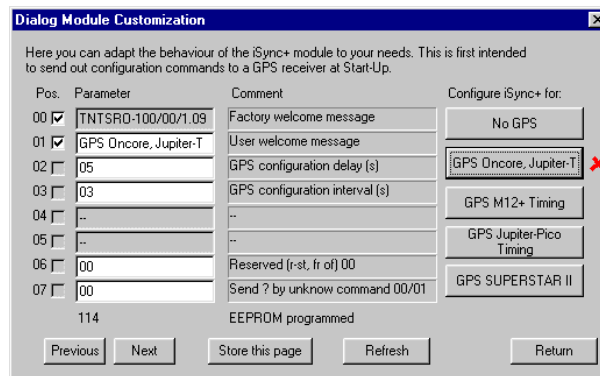 Dialog Module Customization
Here you can adapt the behaviour of the iSync+ module to your needs. This is first intended
to send out configuration commands to a GPS receiver at Start-Up.
Pos. Parameter Comment Configure iSync+ for:
00 TNTSRO-100/00/1.09 Factory welcome message No GPS
01 GPS Oncore, Jupiter-T User welcome message
02 05 GPS configuration delay (s) GPS Oncore, Jupiter-T
03 03 GPS configuration interval (s)
04 -- -- GPS M12+ Timing
05 -- -- GPS Jupiter-Pico
Timing
06 00 Reserved (r-st, fr of) 00
07 00 Send ? by unknow command 00/01 GPS SUPERSTAR II
114 EEPROM programmed
Previous Next Store this page Refresh Return